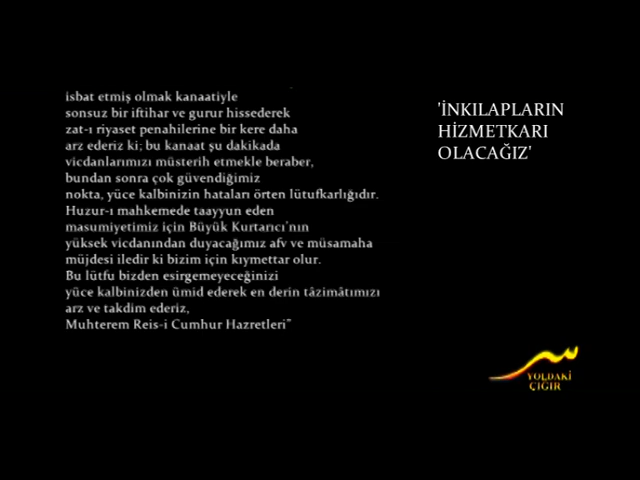 isbat etmiş olmak kanaatiyle
sonsuz bir iftihar ve gurur hissederek
zat-ı riyaset penahilerine bir kere daha
arz ederiz ki; bu kanaat şu dakikada
vicdanlarımızı müsterih etmekle beraber,
bundan sonra çok güvendiğimiz
nokta, yüce kalbinizin hataları örten lütufkarlığıdır.
Huzur-ı mahkemede taayyun eden
masumiyetimiz için Büyük Kurtarıcı'nın
yüksek vicdanından duyacağımız afv ve müsamaha
müjdesi iledir ki bizim için kıymettar olur.
Bu lütfu bizden esirgemeyeceğinizi
yüce kalbinizden ümid ederek en derin tâzimâtımızı
arz ve takdim ederiz,
Muhterem Reis-i Cumhur Hazretleri"
'İNKILAPLARIN
HİZMETKARI
OLACAĞIZ'
YOLDAKİ
ÇIĞIR